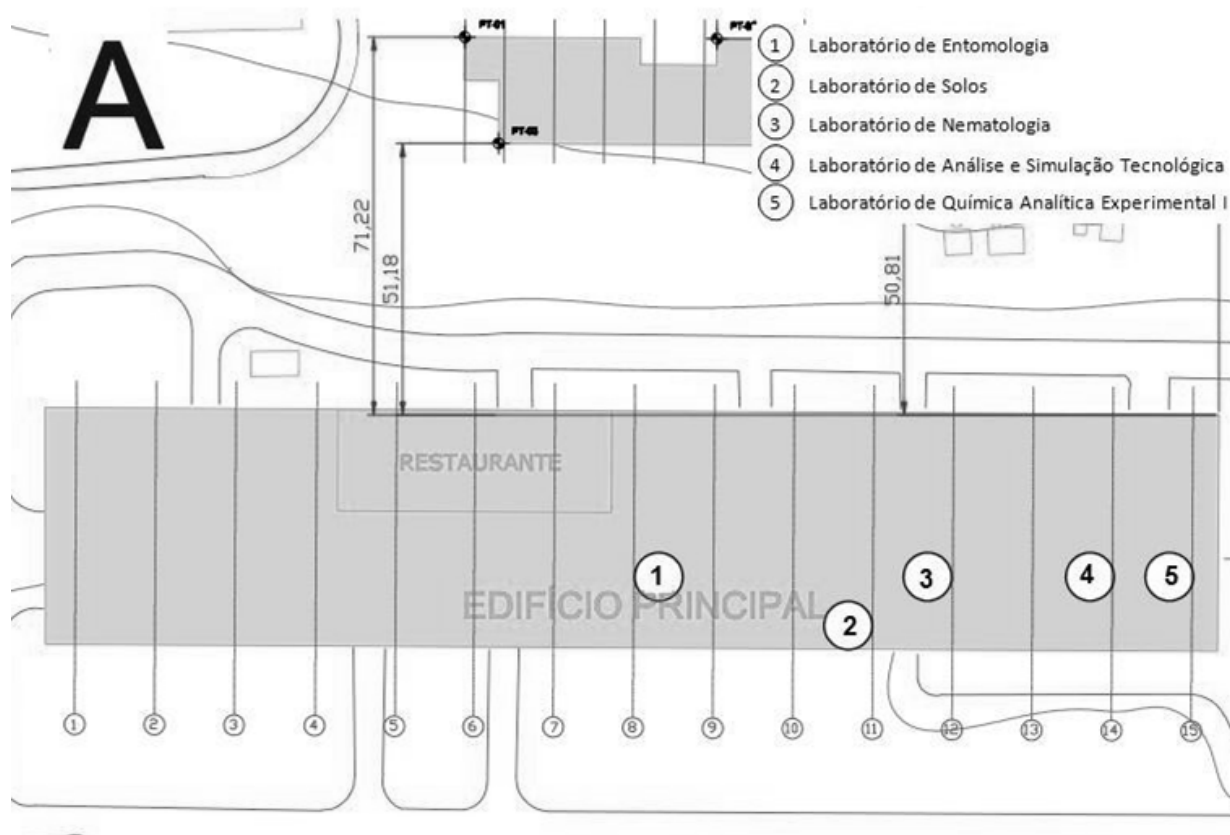 A
PT-01
1 Laboratório de Entomologia
2 Laboratório de Solos
3 Laboratório de Nematologia
4 Laboratório de Análise e Simulação Tecnológica
5 Laboratório de Química Analítica Experimental I
71,22
51,18
50,81
RESTAURANTE
1
3
4
5
EDIFÍCIO PRINCIPAL
2
1 2 3 4 5 6 7 8 9 10 11 12 13 14 15